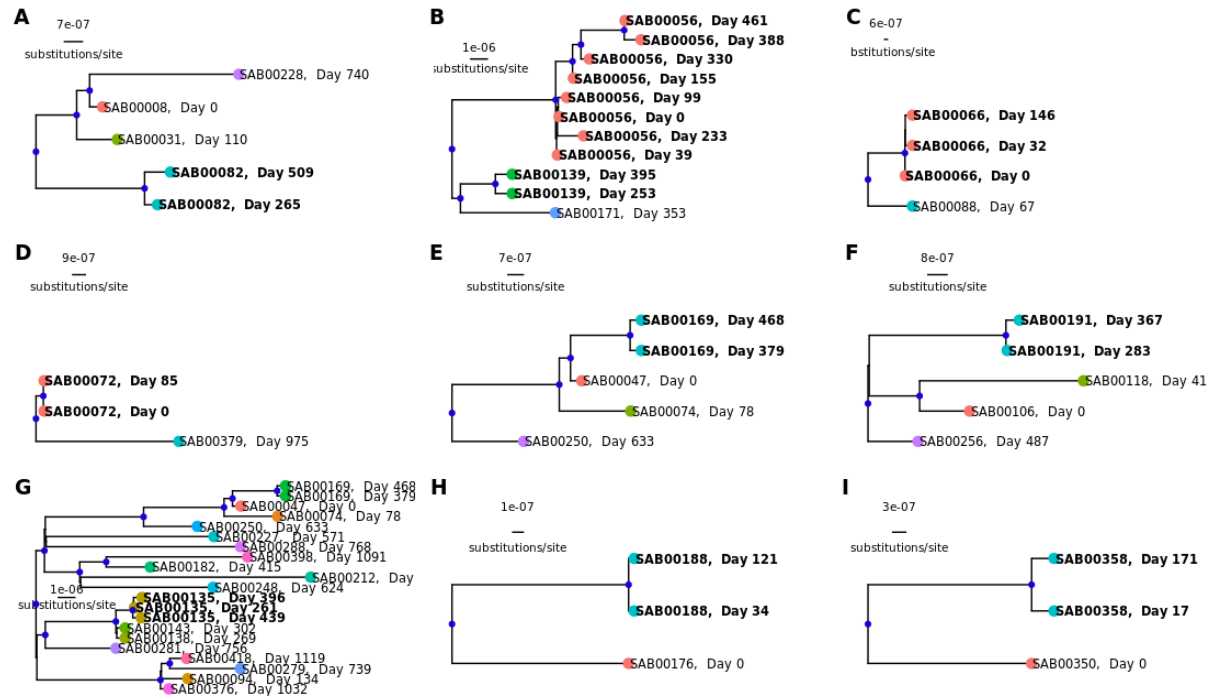 A
7e-07
substitutions/site
SAB00228, Day 740
SAB00008, Day 0
SAB00031, Day 110
SAB00082, Day 509
SAB00082, Day 265
B
1e-06
substitutions/site
SAB00056, Day 461
SAB00056, Day 388
SAB00056, Day 330
SAB00056, Day 155
SAB00056, Day 99
SAB00056, Day 0
SAB00056, Day 233
SAB00056, Day 39
SAB00139, Day 395
SAB00139, Day 253
SAB00171, Day 353
C
6e-07
bstitutions/site
SAB00066, Day 146
SAB00066, Day 32
SAB00066, Day 0
SAB00088, Day 67
D
9e-07
substitutions/site
SAB00072, Day 85
SAB00072, Day 0
SAB00379, Day 975
E
7e-07
substitutions/site
SAB00169, Day 468
SAB00169, Day 379
SAB00047, Day 0
SAB00074, Day 78
SAB00250, Day 633
F
8e-07
substitutions/site
SAB00191, Day 367
SAB00191, Day 283
SAB00118, Day 41
SAB00106, Day 0
SAB00256, Day 487
G
SAB00169, Day 468
SAB00169, Day 379
SAB00047, Day 0
SAB00074, Day 78
SAB00250, Day 633
SAB00227, Day 571
SAB00288, Day 768
SAB00398, Day 1091
SAB00182, Day 415
SAB00212, Day
SAB00248, Day 624
1e-06
substitutions/site
SAB00135, Day 396
SAB00135, Day 261
SAB00135, Day 439
SAB00143, Day 302
SAB00138, Day 269
SAB00281, Day 756
SAB00418, Day 1119
SAB00279, Day 739
SAB00094, Day 134
SAB00376, Day 1032
H
1e-07
substitutions/site
SAB00188, Day 121
SAB00188, Day 34
SAB00176, Day 0
I
3e-07
substitutions/site
SAB00358, Day 171
SAB00358, Day 17
SAB00350, Day 0